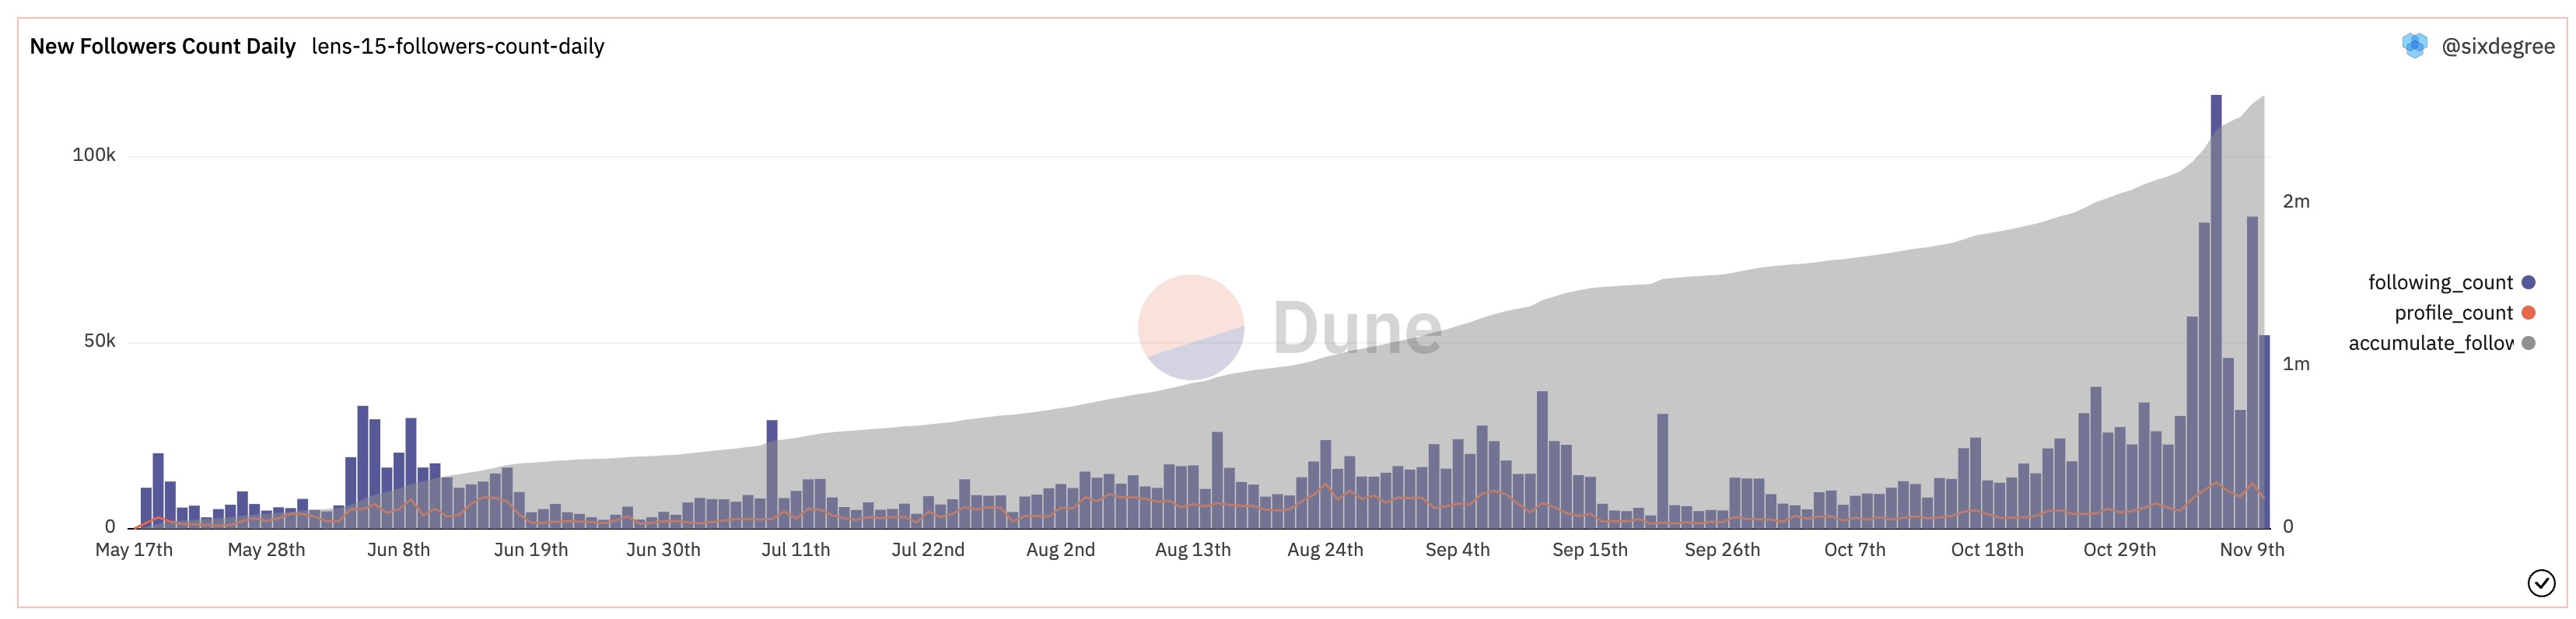 New Followers Count Daily lens-15-followers-count-daily
@sixdegree
100k
50k
0
2m
1m
0
Dune
following_count
profile_count
accumulate_follow
May 17th May 28th Jun 8th Jun 19th Jun 30th Jul 11th Jul 22nd Aug 2nd Aug 13th Aug 24th Sep 4th Sep 15th Sep 26th Oct 7th Oct 18th Oct 29th Nov 9th